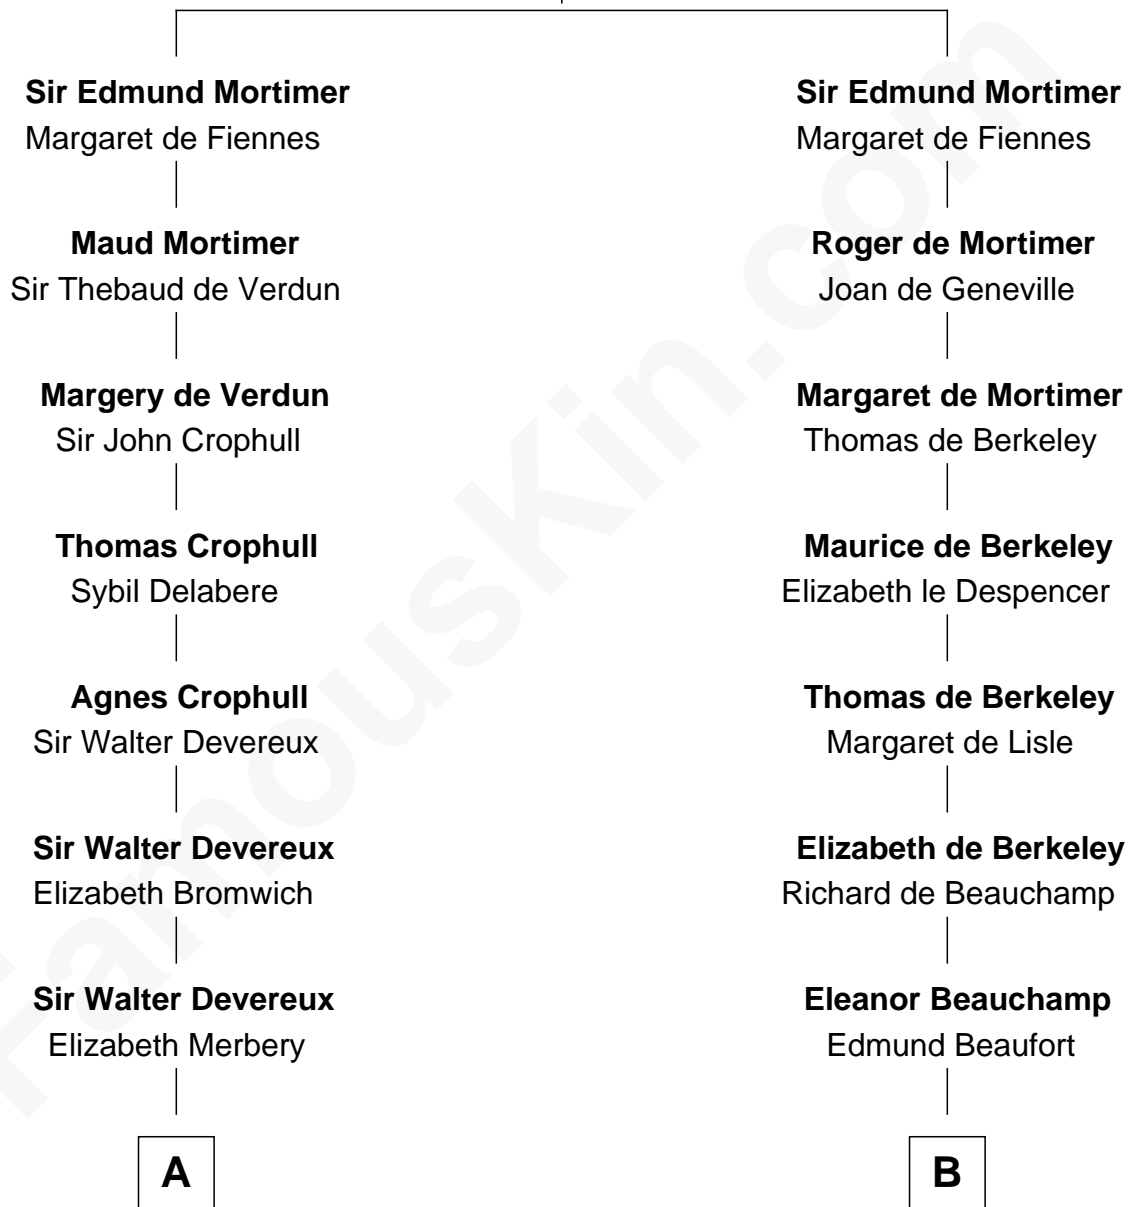 Sir Edmund Mortimer
Margaret de Fiennes
Maud Mortimer
Sir Thebaud de Verdun
Margery de Verdun
Sir John Crophull
Thomas Crophull
Sybil Delabere
Agnes Crophull
Sir Walter Devereux
Sir Walter Devereux
Elizabeth Bromwich
Sir Walter Devereux
Elizabeth Merbery
A
Sir Edmund Mortimer
Margaret de Fiennes
Roger de Mortimer
Joan de Geneville
Margaret de Mortimer
Thomas de Berkeley
Maurice de Berkeley
Elizabeth le Despencer
Thomas de Berkeley
Margaret de Lisle
Elizabeth de Berkeley
Richard de Beauchamp
Eleanor Beauchamp
Edmund Beaufort
B
FamousKin.com